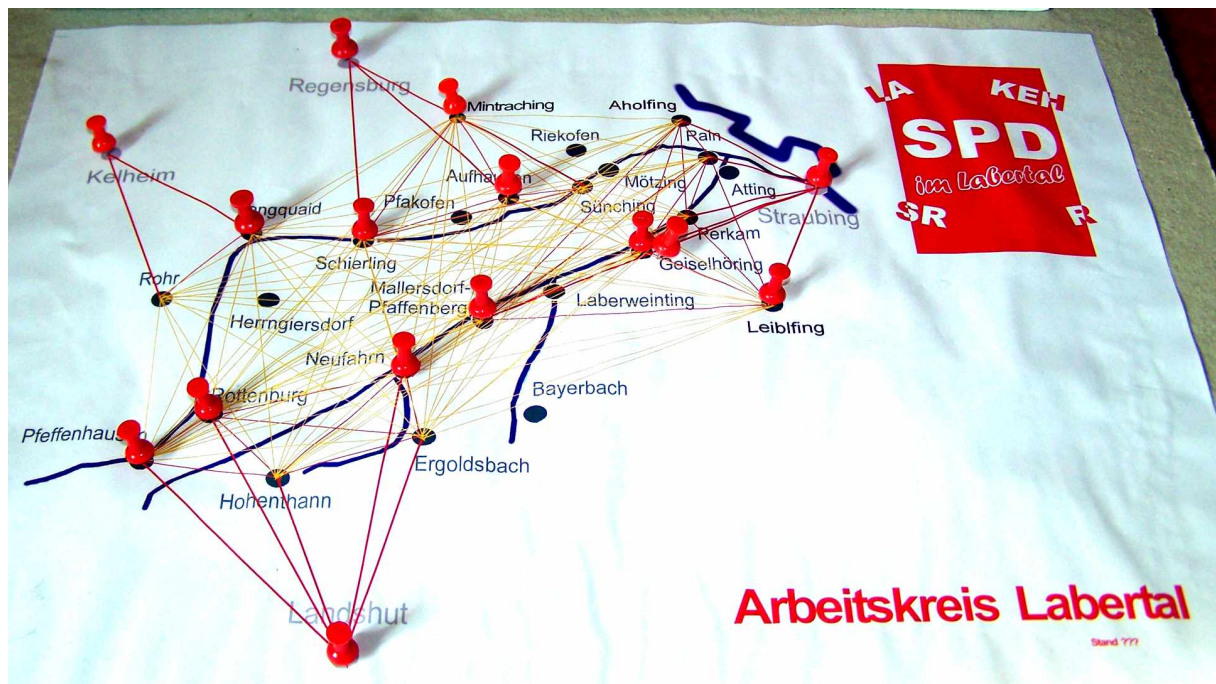 Regensburg
Mintraching
Aholfing
LA
KEH
Riekofen
Rain
SPD
Kelheim
Aufhausen
Mötzing
Atting
im Labertal
Pfakofen
Sünching
Straubing
SR
R
Langquaid
Perkam
Schierling
Geiselhöring
Rohr
Mallersdorf-
Pfaffenberg
Laberweinting
Herrngiersdorf
Leiblfing
Neufahrn
Rottenburg
Bayerbach
Pfeffenhausen
Ergoldsbach
Hohenthann
Landshut
Arbeitskreis Labertal
Stand ???